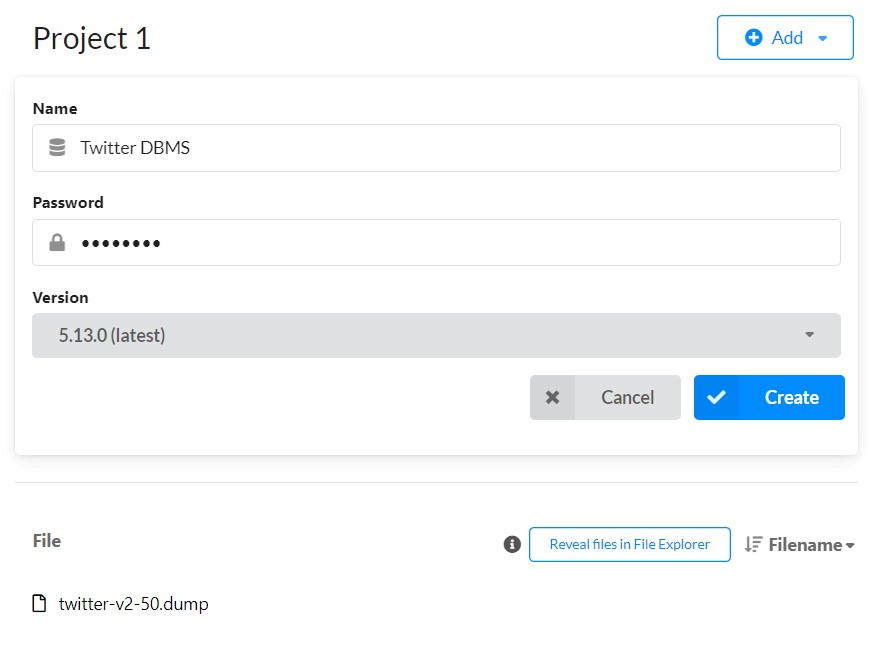 Project 1
Add
Name
Twitter DBMS
Password
••••••••
Version
5.13.0 (latest)
Cancel
Create
File
Reveal files in File Explorer
Filename
twitter-v2-50.dump